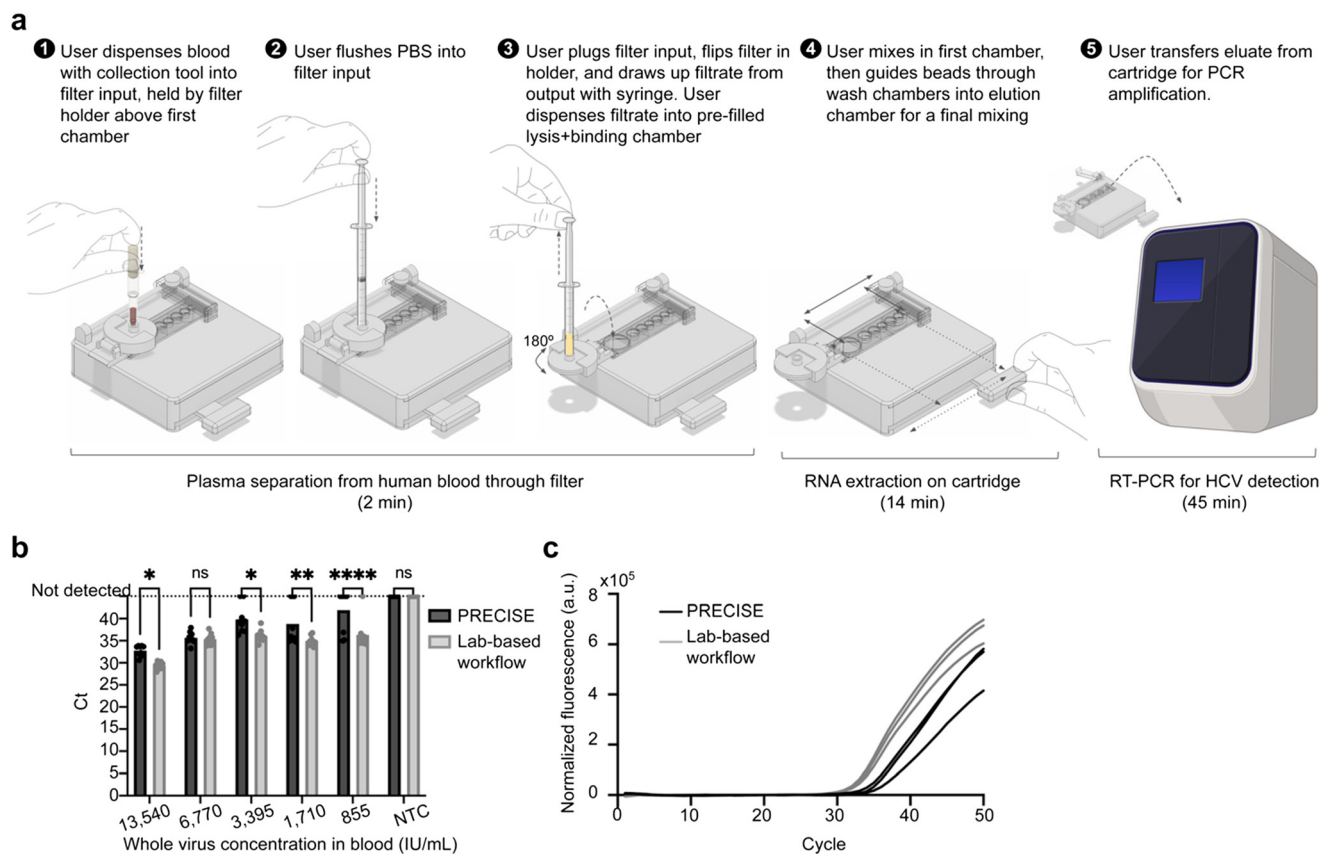 a
1 User dispenses blood
with collection tool into
filter input, held by filter
holder above first
chamber
2 User flushes PBS into
filter input
3 User plugs filter input, flips filter in
holder, and draws up filtrate from
output with syringe. User
dispenses filtrate into pre-filled
lysis+binding chamber
4 User mixes in first chamber,
then guides beads through
wash chambers into elution
chamber for a final mixing
5 User transfers eluate from
cartridge for PCR
amplification.
180º
Plasma separation from human blood through filter
(2 min)
RNA extraction on cartridge
(14 min)
RT-PCR for HCV detection
(45 min)
b
* ns * ** **** ns
Not detected
40
35
30
25
20
15
10
5
0
Ct
13,540 6,770 3,395 1,710 855 NTC
Whole virus concentration in blood (IU/mL)
PRECISE
Lab-based
workflow
c
x10⁵
8
6
4
2
0
Normalized fluorescence (a.u.)
PRECISE
Lab-based
workflow
0 10 20 30 40 50
Cycle